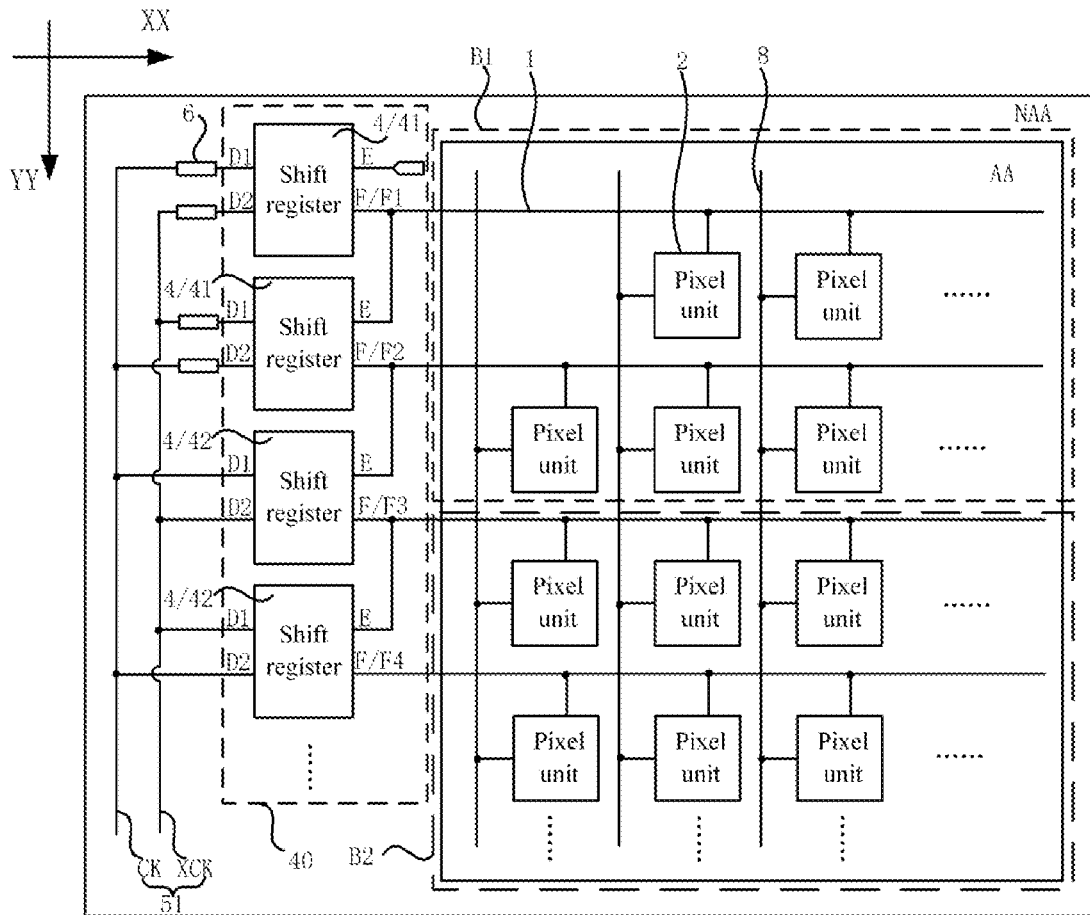 XX
YY
B1
1
2
8
NAA
AA
6
4/41
D1
E
D2
F/F1
Shift
register
Pixel
unit
Pixel
unit
......
4/41
D1
E
D2
F/F2
Shift
register
Pixel
unit
Pixel
unit
Pixel
unit
......
4/42
D1
E
D2
F/F3
Shift
register
Pixel
unit
Pixel
unit
Pixel
unit
......
4/42
D1
E
D2
F/F4
Shift
register
Pixel
unit
Pixel
unit
Pixel
unit
......
CK
XCK
51
40
B2